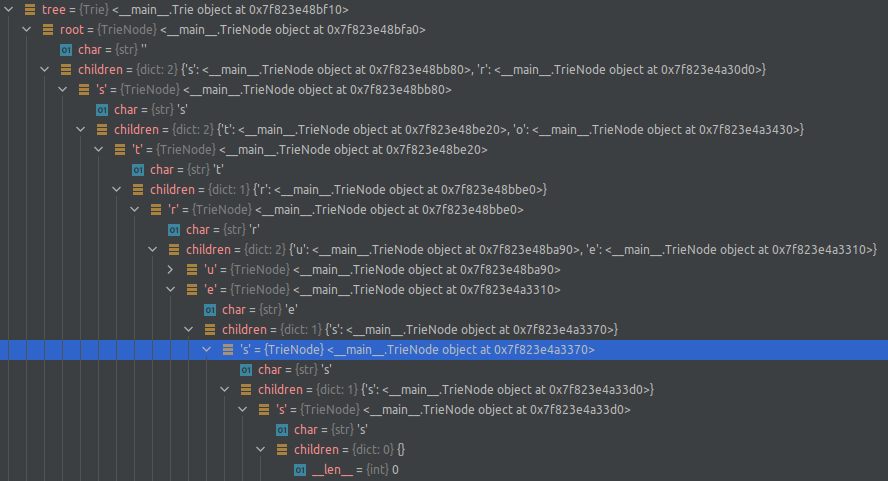 tree = {Trie} <__main__.Trie object at 0x7f823e48bf10>
root = {TrieNode} <__main__.TrieNode object at 0x7f823e48bfa0>
01 char = {str} ''
children = {dict: 2} {'s': <__main__.TrieNode object at 0x7f823e48bb80>, 'r': <__main__.TrieNode object at 0x7f823e4a30d0>}
's' = {TrieNode} <__main__.TrieNode object at 0x7f823e48bb80>
01 char = {str} 's'
children = {dict: 2} {'t': <__main__.TrieNode object at 0x7f823e48be20>, 'o': <__main__.TrieNode object at 0x7f823e4a3430>}
't' = {TrieNode} <__main__.TrieNode object at 0x7f823e48be20>
01 char = {str} 't'
children = {dict: 1} {'r': <__main__.TrieNode object at 0x7f823e48bbe0>}
'r' = {TrieNode} <__main__.TrieNode object at 0x7f823e48bbe0>
01 char = {str} 'r'
children = {dict: 2} {'u': <__main__.TrieNode object at 0x7f823e48ba90>, 'e': <__main__.TrieNode object at 0x7f823e4a3310>}
'u' = {TrieNode} <__main__.TrieNode object at 0x7f823e48ba90>
'e' = {TrieNode} <__main__.TrieNode object at 0x7f823e4a3310>
01 char = {str} 'e'
children = {dict: 1} {'s': <__main__.TrieNode object at 0x7f823e4a3370>}
's' = {TrieNode} <__main__.TrieNode object at 0x7f823e4a3370>
01 char = {str} 's'
children = {dict: 1} {'s': <__main__.TrieNode object at 0x7f823e4a33d0>}
's' = {TrieNode} <__main__.TrieNode object at 0x7f823e4a33d0>
01 char = {str} 's'
children = {dict: 0} {}
01 __len__ = {int} 0